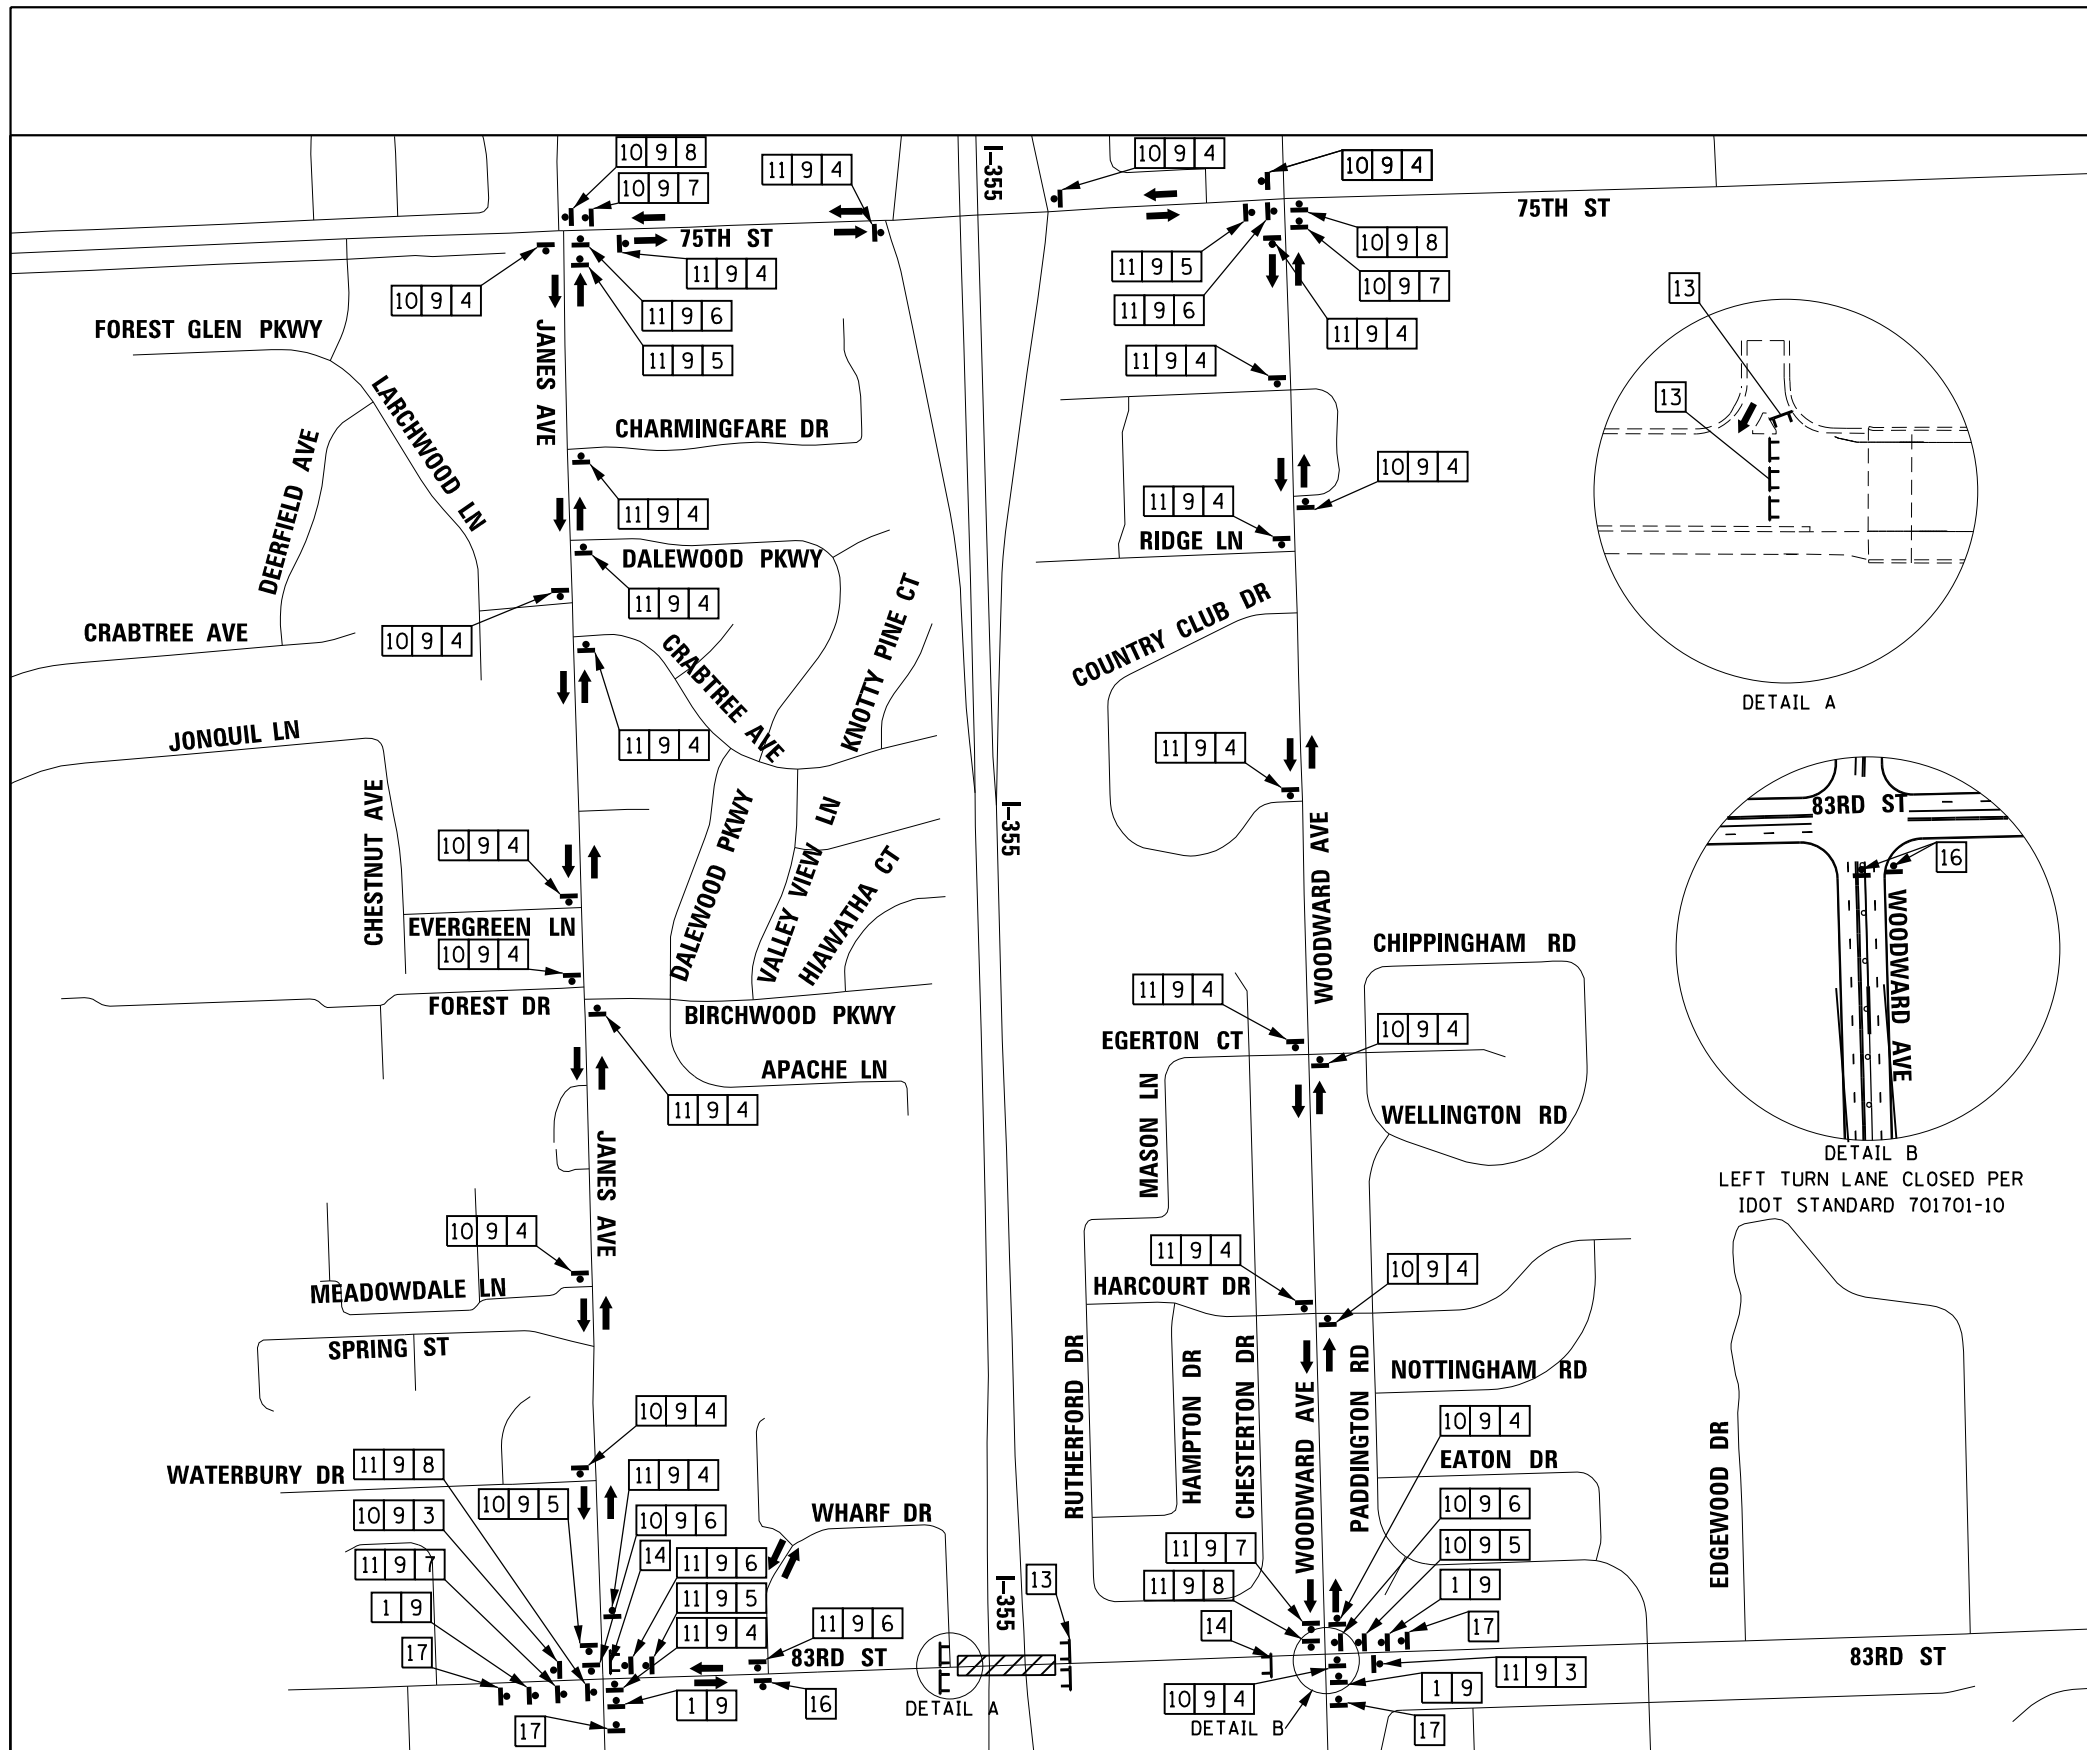 10 9 8
10 9 7
11 9 4
I-355
10 9 4
10 9 4
75TH ST
75TH ST
10 9 4
11 9 4
11 9 6
11 9 5
11 9 5
11 9 6
10 9 8
10 9 7
11 9 4
11 9 4
13
13
DETAIL A
FOREST GLEN PKWY
LARCHWOOD LN
DEERFIELD AVE
JANES AVE
CHARMINGFARE DR
11 9 4
DALEWOOD PKWY
11 9 4
10 9 4
CRABTREE AVE
CRABTREE AVE
KNOTTY PINE CT
11 9 4
10 9 4
11 9 4
RIDGE LN
COUNTRY CLUB DR
11 9 4
WOODWARD AVE
JONQUIL LN
CHESTNUT AVE
10 9 4
EVERGREEN LN
10 9 4
FOREST DR
DALEWOOD PKWY
VALLEY VIEW LN
HIAWATHA CT
I-355
BIRCHWOOD PKWY
APACHE LN
11 9 4
JANES AVE
83RD ST
16
WOODWARD AVE
DETAIL B
LEFT TURN LANE CLOSED PER
IDOT STANDARD 701701-10
CHIPPINGHAM RD
11 9 4
10 9 4
EGERTON CT
MASON LN
WELLINGTON RD
10 9 4
MEADOWDALE LN
SPRING ST
11 9 4
10 9 4
HARCOURT DR
RUTHERFORD DR
HAMPTON DR
CHESTERTON DR
WOODWARD AVE
PADDINGTON RD
NOTTINGHAM RD
10 9 4
EATON DR
EDGEWOOD DR
10 9 4
WATERBURY DR
11 9 8
11 9 4
10 9 5
10 9 3
10 9 6
WHARF DR
14
11 9 7
11 9 6
1 9
11 9 5
11 9 4
11 9 6
17
83RD ST
17
1 9
16
DETAIL A
I-355
13
10 9 6
11 9 7
10 9 5
11 9 8
1 9
14
17
83RD ST
11 9 3
10 9 4
1 9
DETAIL B
17